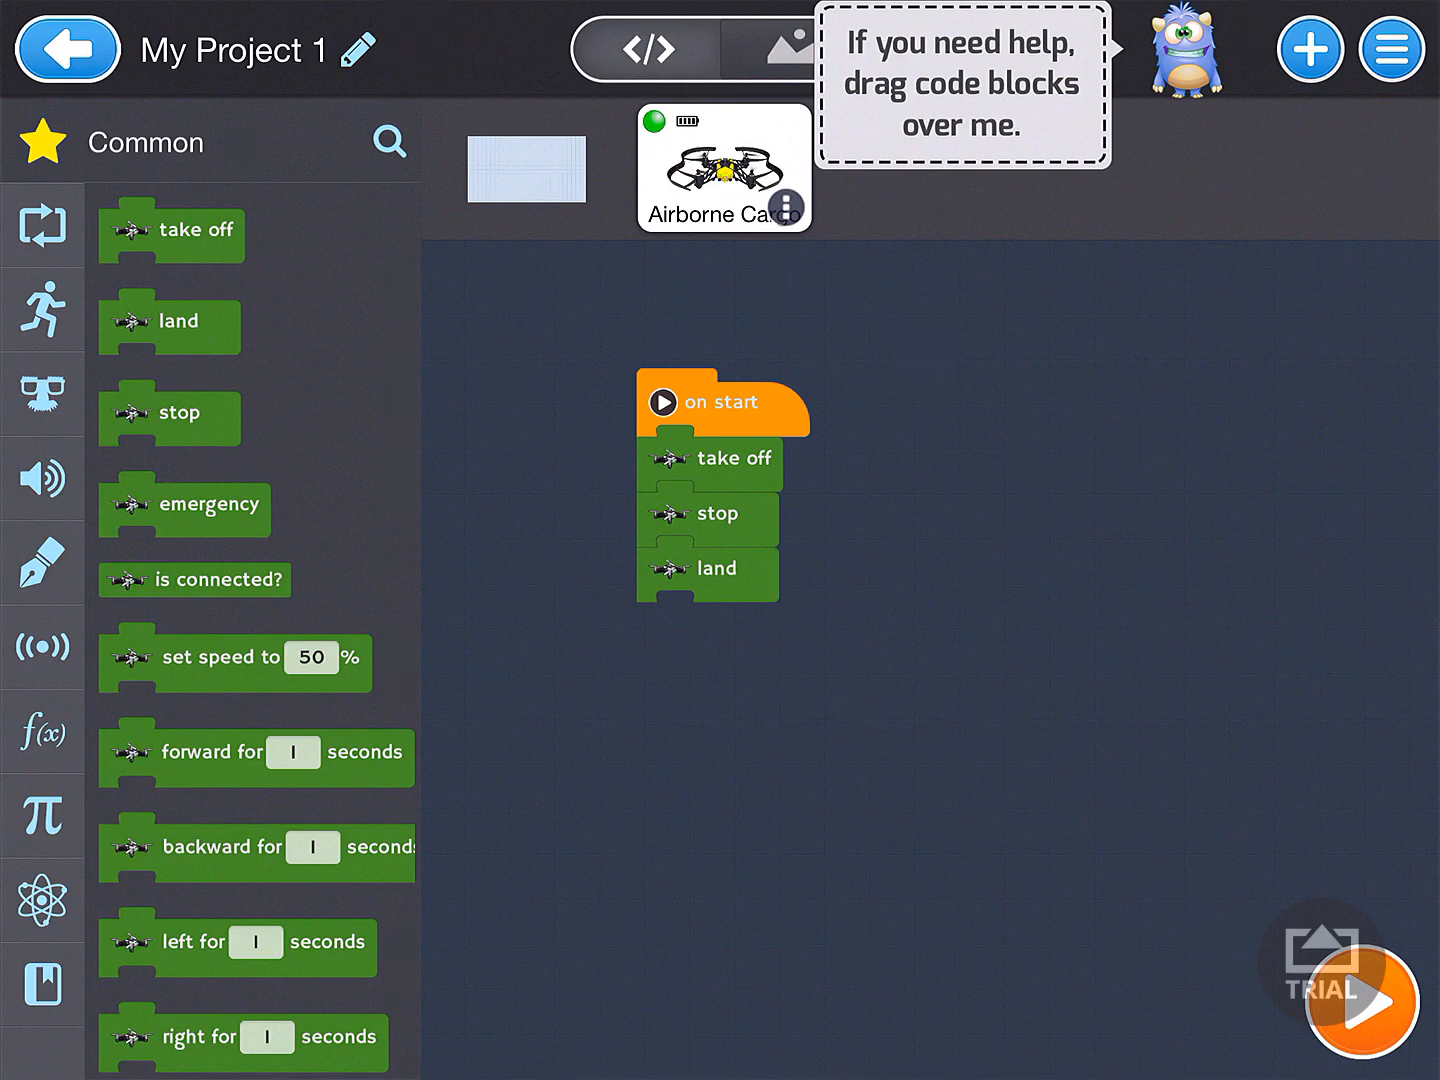 My Project 1
</>
If you need help,
drag code blocks
over me.
Common
Airborne Cargo
take off
land
stop
emergency
is connected?
set speed to 50 %
forward for 1 seconds
backward for 1 seconds
left for 1 seconds
right for 1 seconds
f(x)
π
on start
take off
stop
land
TRIAL